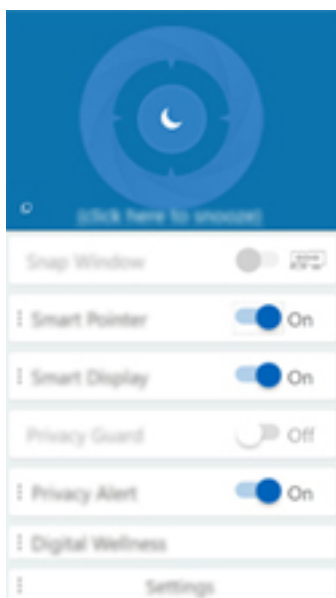 (click here to snooze)
Snap Window
Smart Pointer On
Smart Display On
Privacy Guard Off
Privacy Alert On
Digital Wellness
Settings